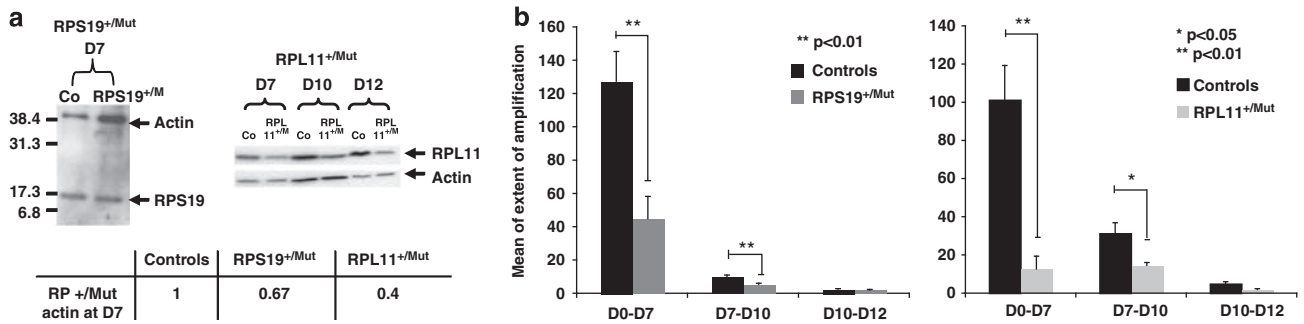 a
RPS19+/Mut
D7
Co RPS19+/M
38.4
31.3
17.3
6.8
Actin
RPS19
RPL11+/Mut
D7 D10 D12
Co RPL 11+/M Co RPL 11+/M Co RPL 11+/M
RPL11
Actin
Controls RPS19+/Mut RPL11+/Mut
RP +/Mut actin at D7 1 0.67 0.4
b
Mean of extent of amplification
160
140
120
100
80
60
40
20
0
**
**
** p<0.01
Controls
RPS19+/Mut
D0-D7 D7-D10 D10-D12
140
120
100
80
60
40
20
0
**
*
* p<0.05
** p<0.01
Controls
RPL11+/Mut
D0-D7 D7-D10 D10-D12